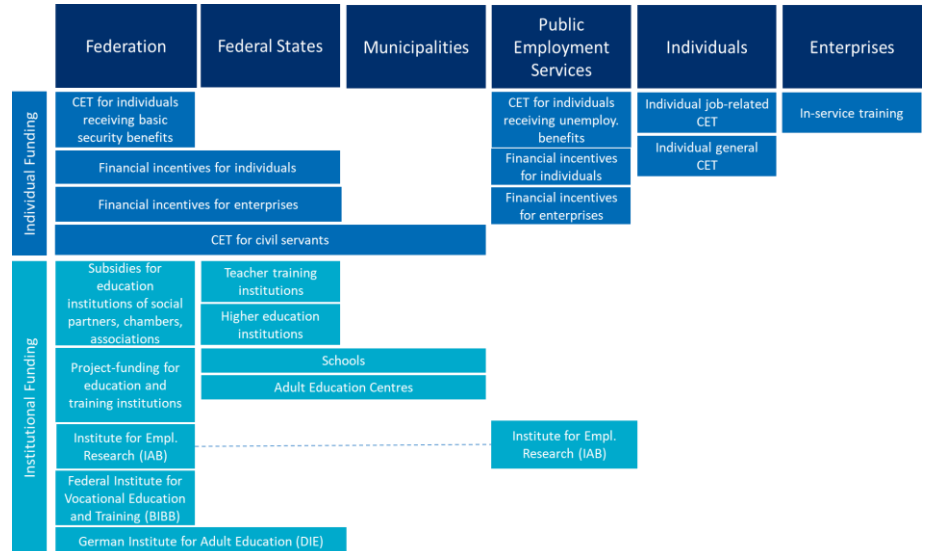 Federation
Federal States
Municipalities
Public
Employment
Services
Individuals
Enterprises
Individual Funding
CET for individuals
receiving basic
security benefits
CET for individuals
receiving unemploy.
benefits
Individual job-related
CET
In-service training
Financial incentives for individuals
Financial incentives
for individuals
Individual general
CET
Financial incentives for enterprises
Financial incentives
for enterprises
CET for civil servants
Institutional Funding
Subsidies for
education
institutions of social
partners, chambers,
associations
Teacher training
institutions
Higher education
institutions
Project-funding for
education and
training institutions
Schools
Adult Education Centres
Institute for Empl.
Research (IAB)
Institute for Empl.
Research (IAB)
Federal Institute for
Vocational Education
and Training (BIBB)
German Institute for Adult Education (DIE)